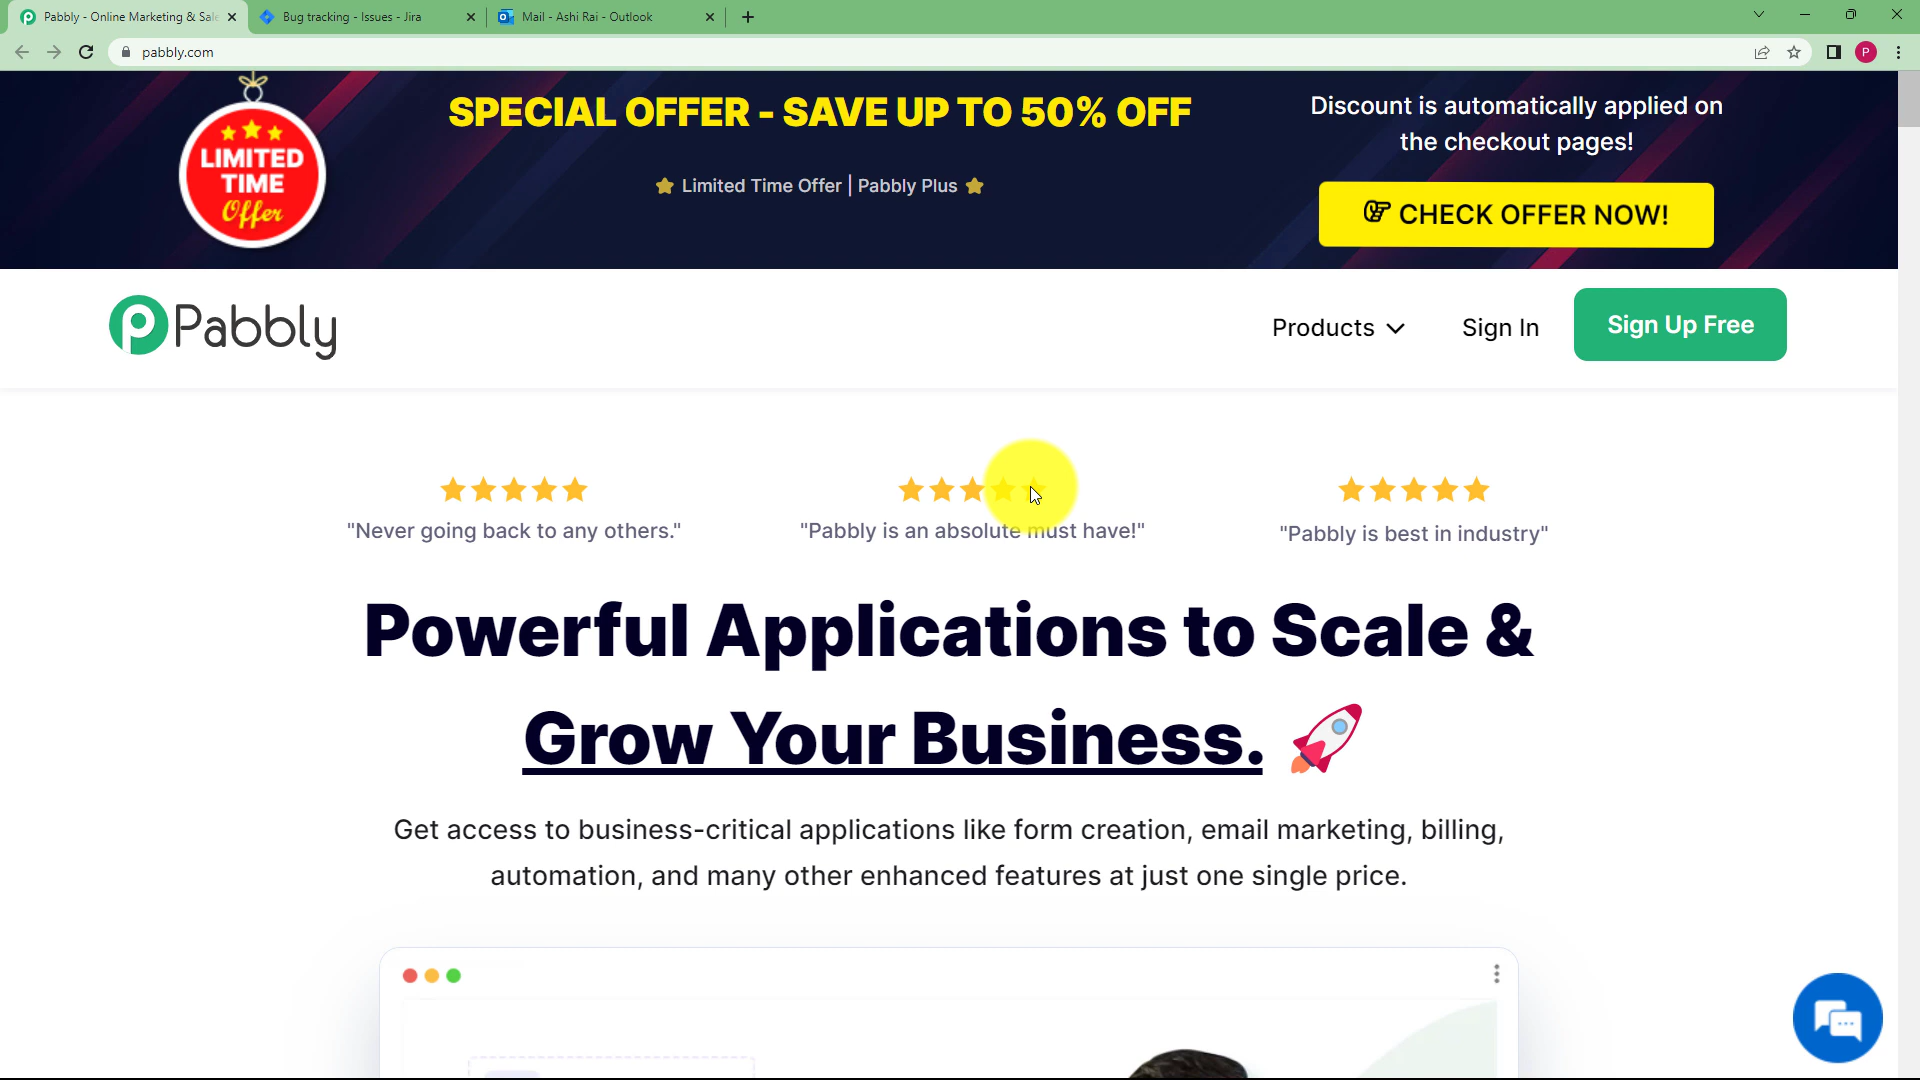 Pabbly - Online Marketing & Sale
Bug tracking - Issues - Jira
Mail - Ashi Rai - Outlook
pabbly.com
P
LIMITED
TIME
Offer
SPECIAL OFFER - SAVE UP TO 50% OFF
Limited Time Offer | Pabbly Plus
Discount is automatically applied on
the checkout pages!
CHECK OFFER NOW!
Pabbly
Products
Sign In
Sign Up Free
"Never going back to any others."
"Pabbly is an absolute must have!"
"Pabbly is best in industry"
Powerful Applications to Scale &
Grow Your Business.
Get access to business-critical applications like form creation, email marketing, billing,
automation, and many other enhanced features at just one single price.